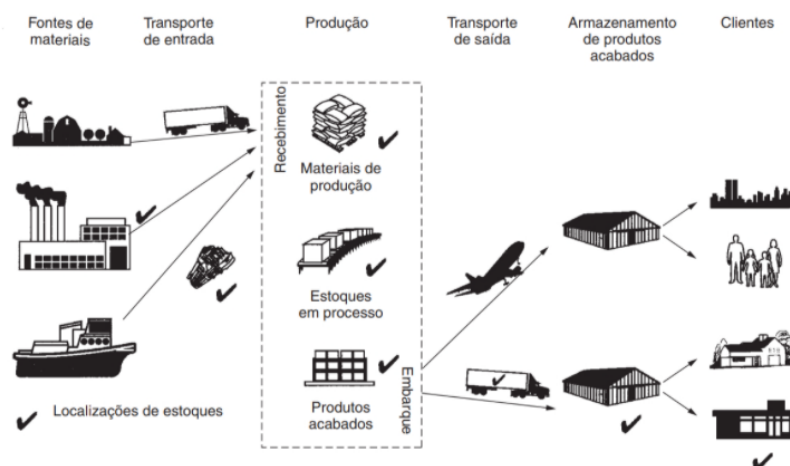 Fontes de
materiais
Transporte
de entrada
Produção
Transporte
de saída
Armazenamento
de produtos
acabados
Clientes
Recebimento
Materiais de
produção
Estoques
em processo
Produtos
acabados
Embarque
Localizações de estoques